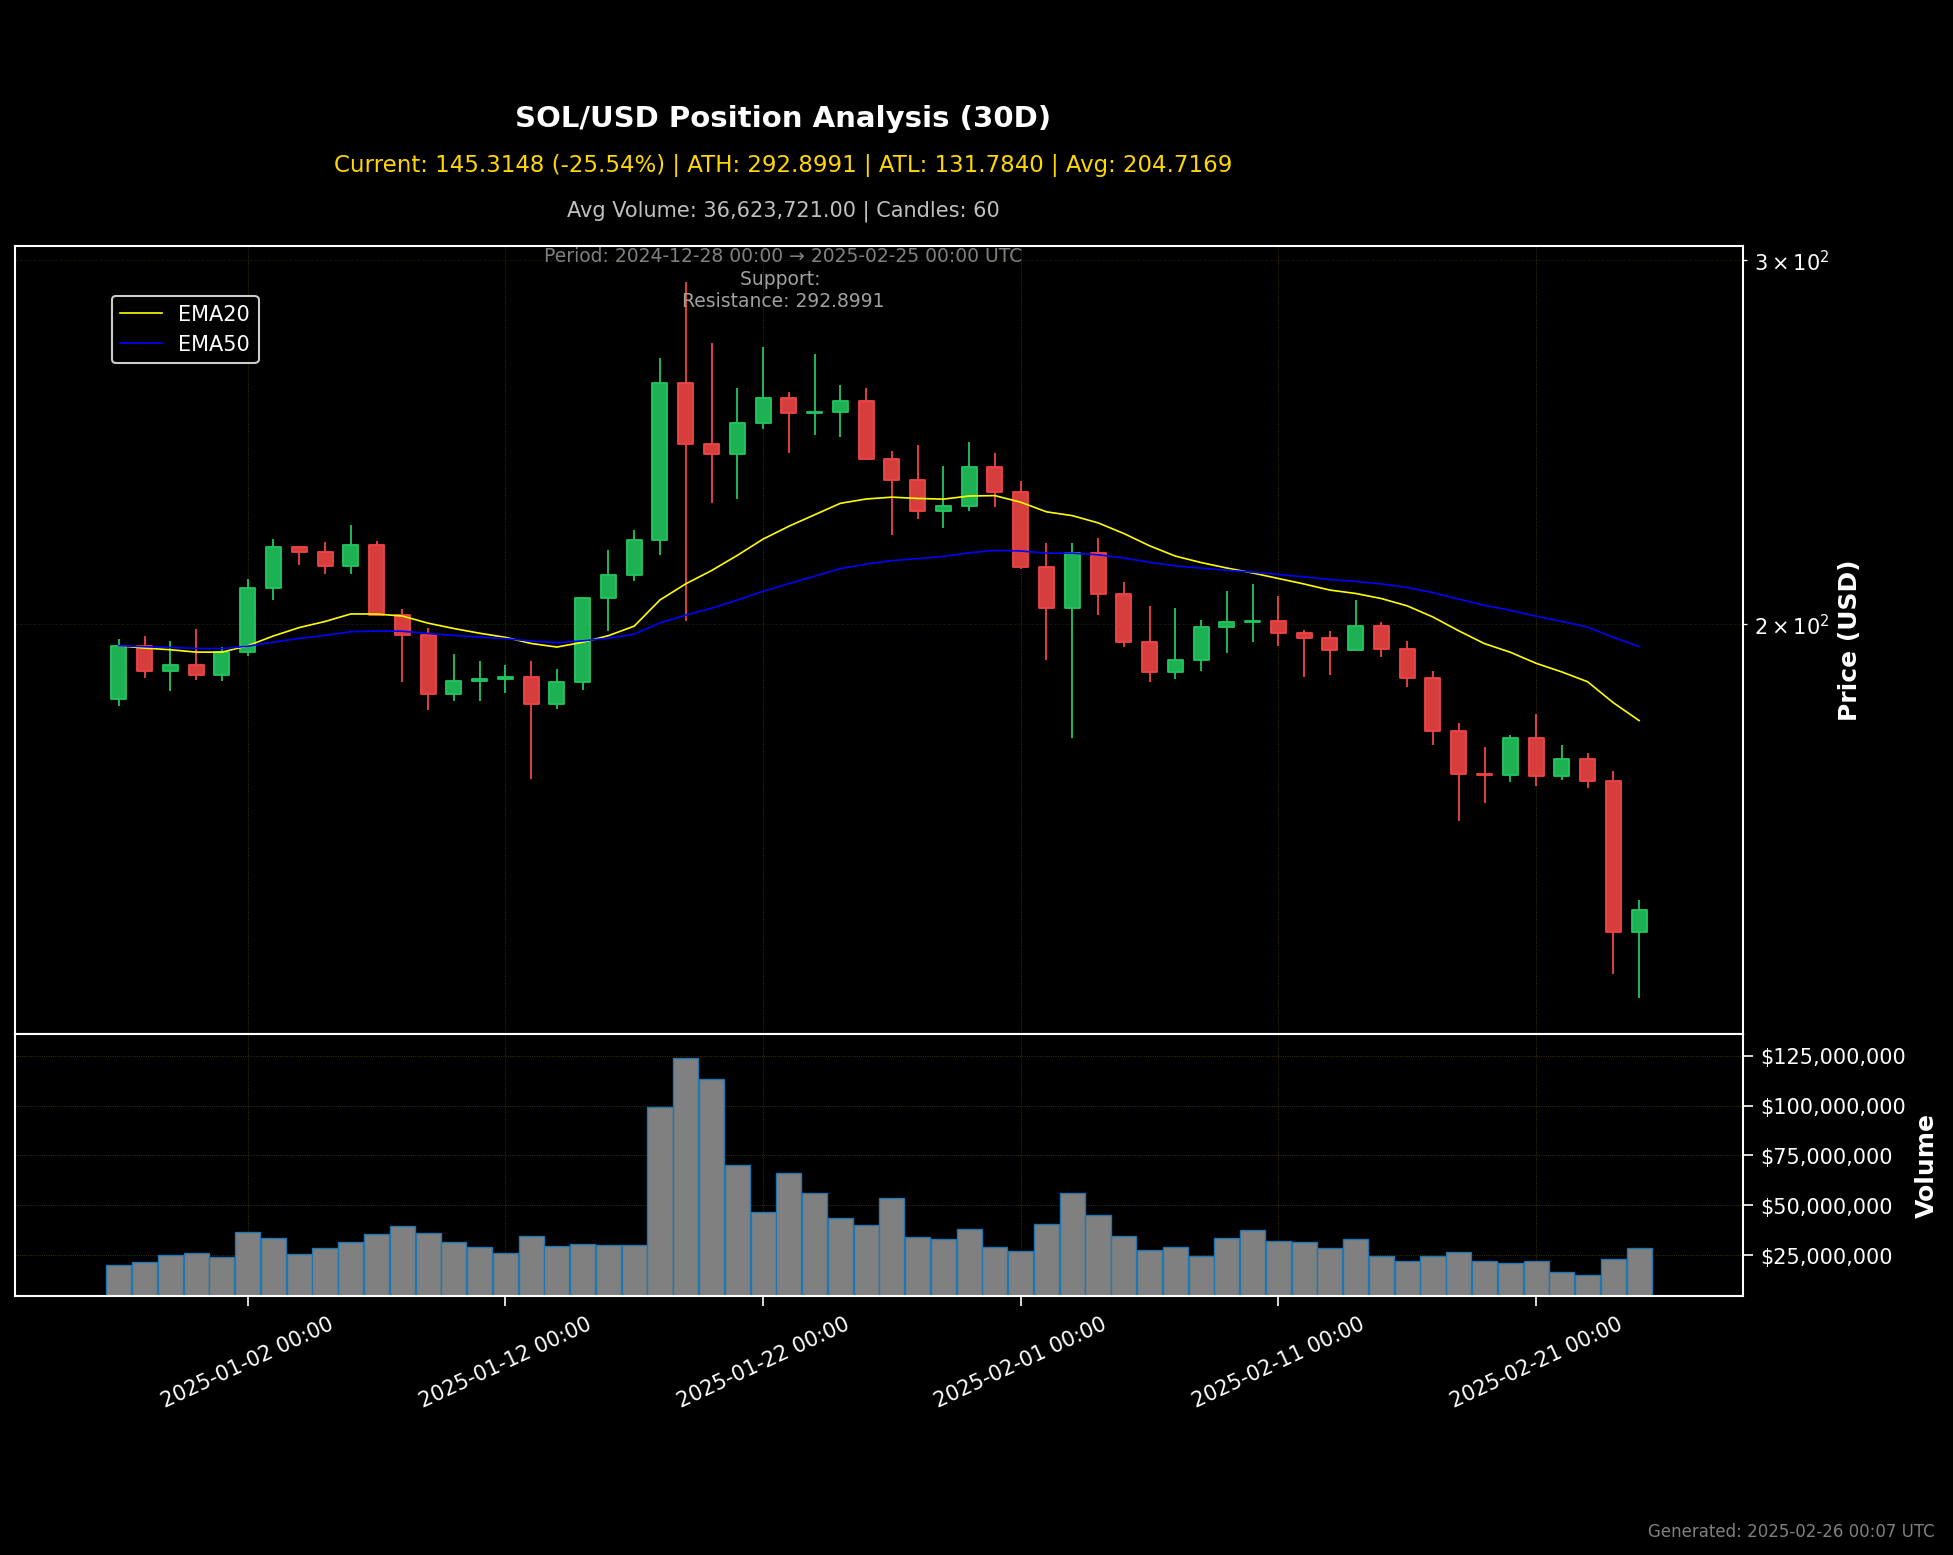 SOL/USD Position Analysis (30D)
Current: 145.3148 (-25.54%) | ATH: 292.8991 | ATL: 131.7840 | Avg: 204.7169
Avg Volume: 36,623,721.00 | Candles: 60
Period: 2024-12-28 00:00 → 2025-02-25 00:00 UTC
Support:
Resistance: 292.8991
EMA20
EMA50
3 × 10²
2 × 10²
Price (USD)
$125,000,000
$100,000,000
$75,000,000
$50,000,000
$25,000,000
Volume
2025-01-02 00:00
2025-01-12 00:00
2025-01-22 00:00
2025-02-01 00:00
2025-02-11 00:00
2025-02-21 00:00
Generated: 2025-02-26 00:07 UTC